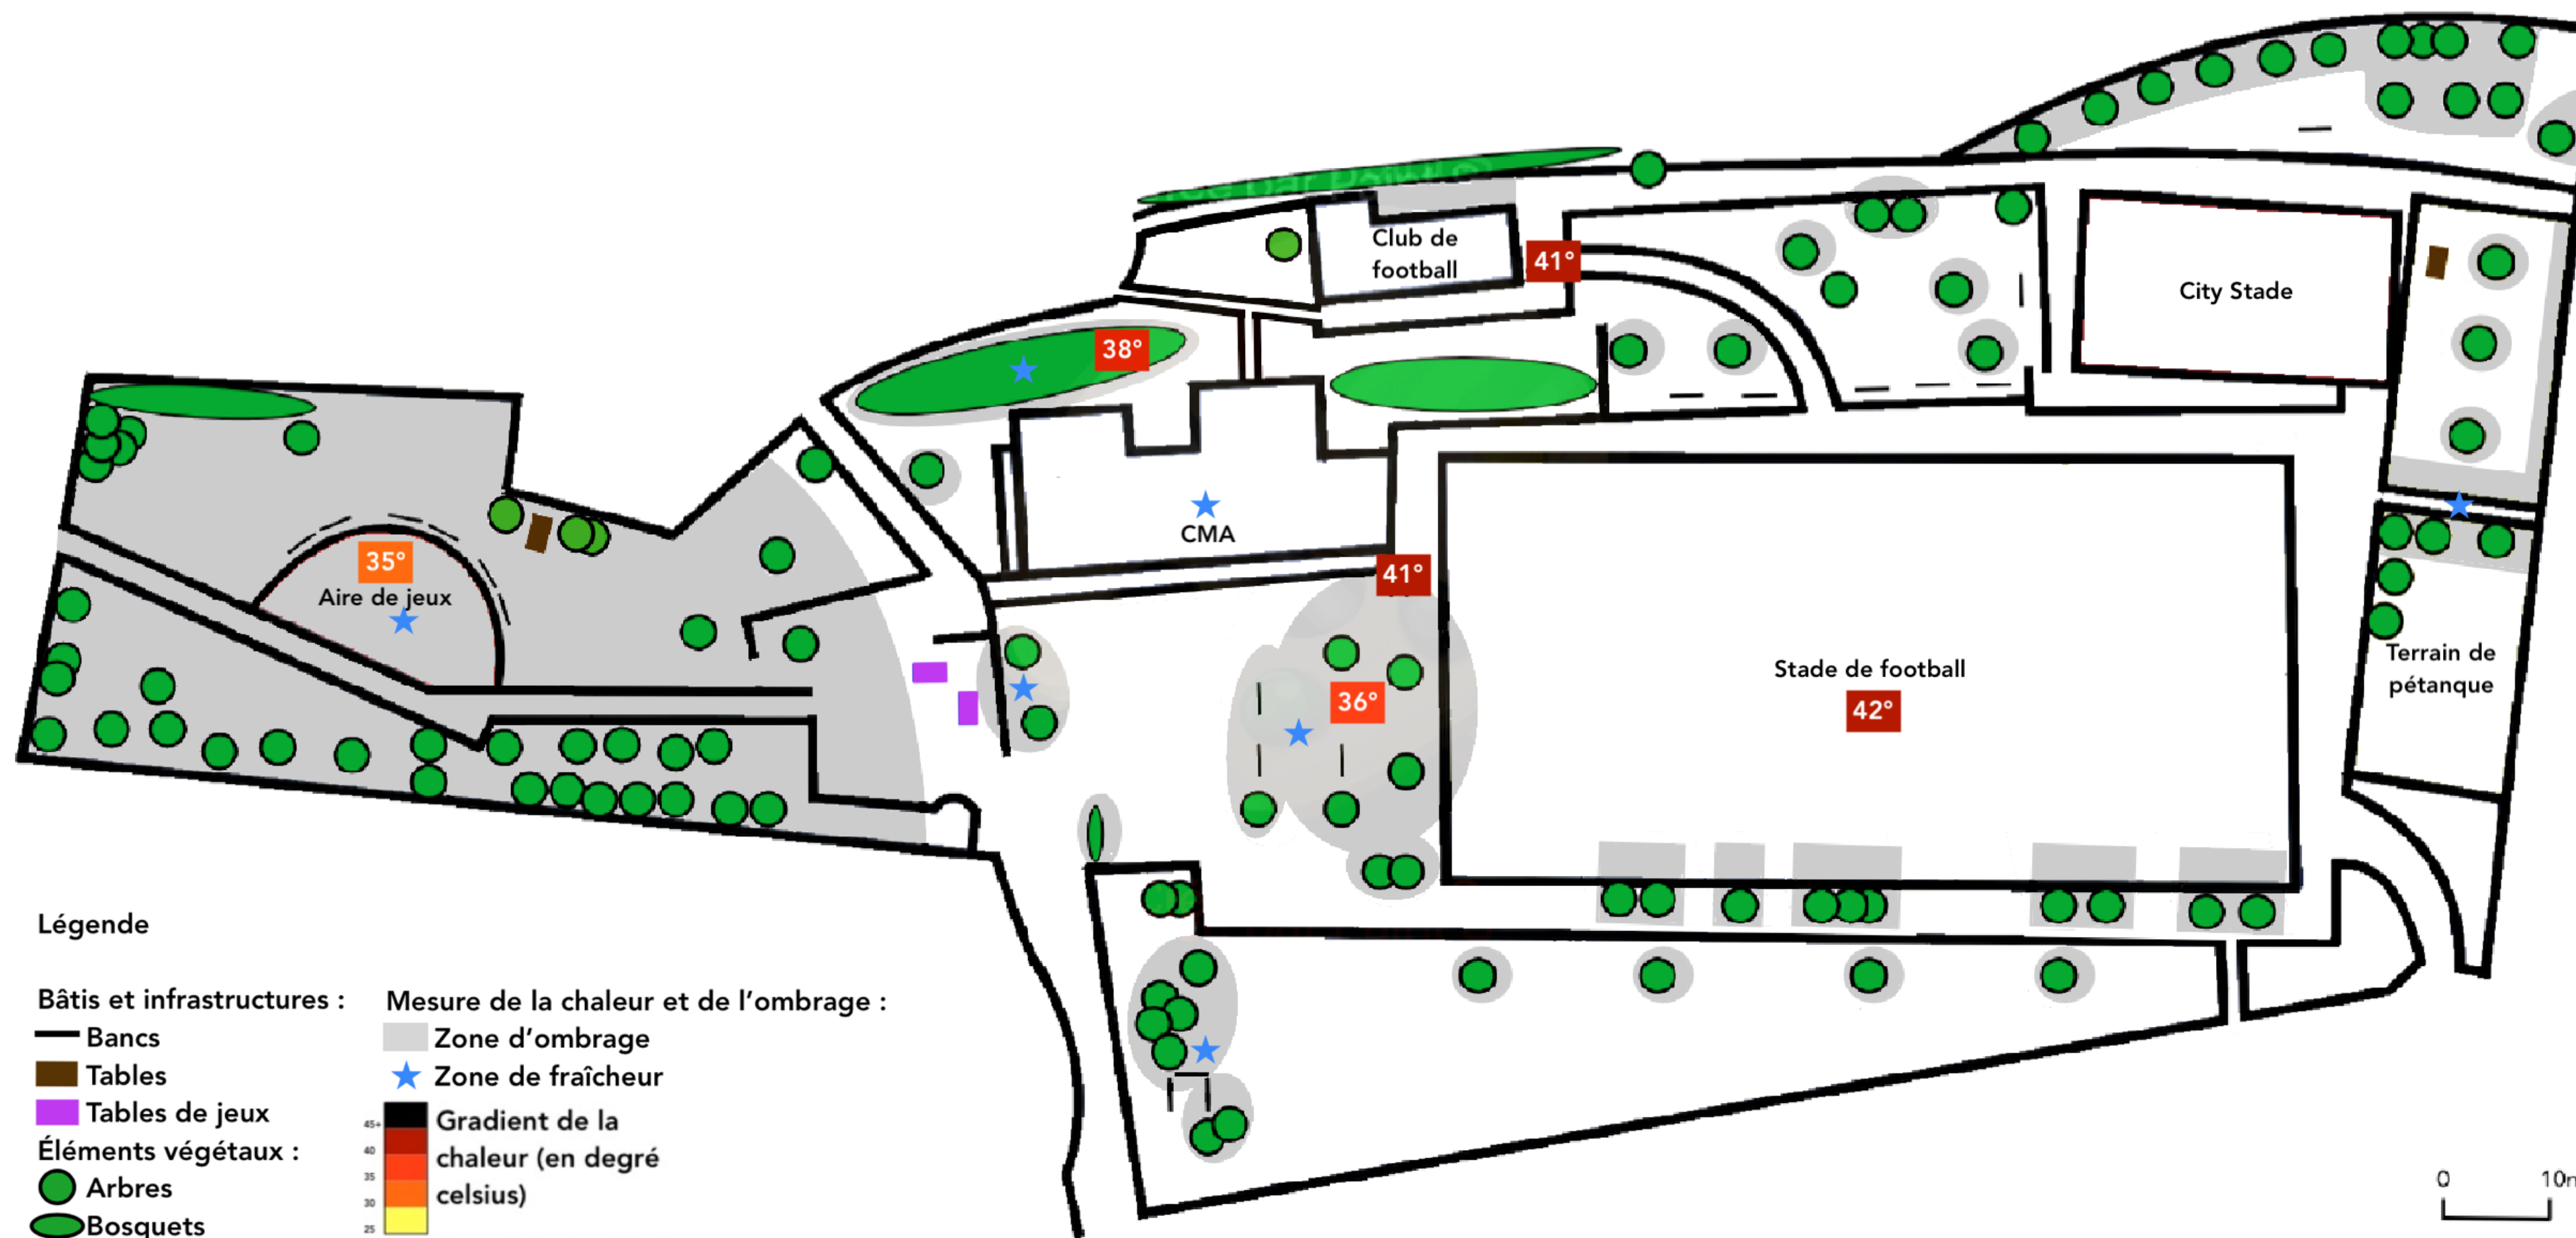 Club de
football
41°
City Stade
38°
CMA
35°
Aire de jeux
41°
36°
Stade de football
42°
Terrain de
pétanque
Légende
Bâtis et infrastructures :
Bancs
Tables
Tables de jeux
Éléments végétaux :
Arbres
Bosquets
Mesure de la chaleur et de l'ombrage :
Zone d'ombrage
Zone de fraîcheur
45+
40
35
30
25
Gradient de la
chaleur (en degré
celsius)
0 10